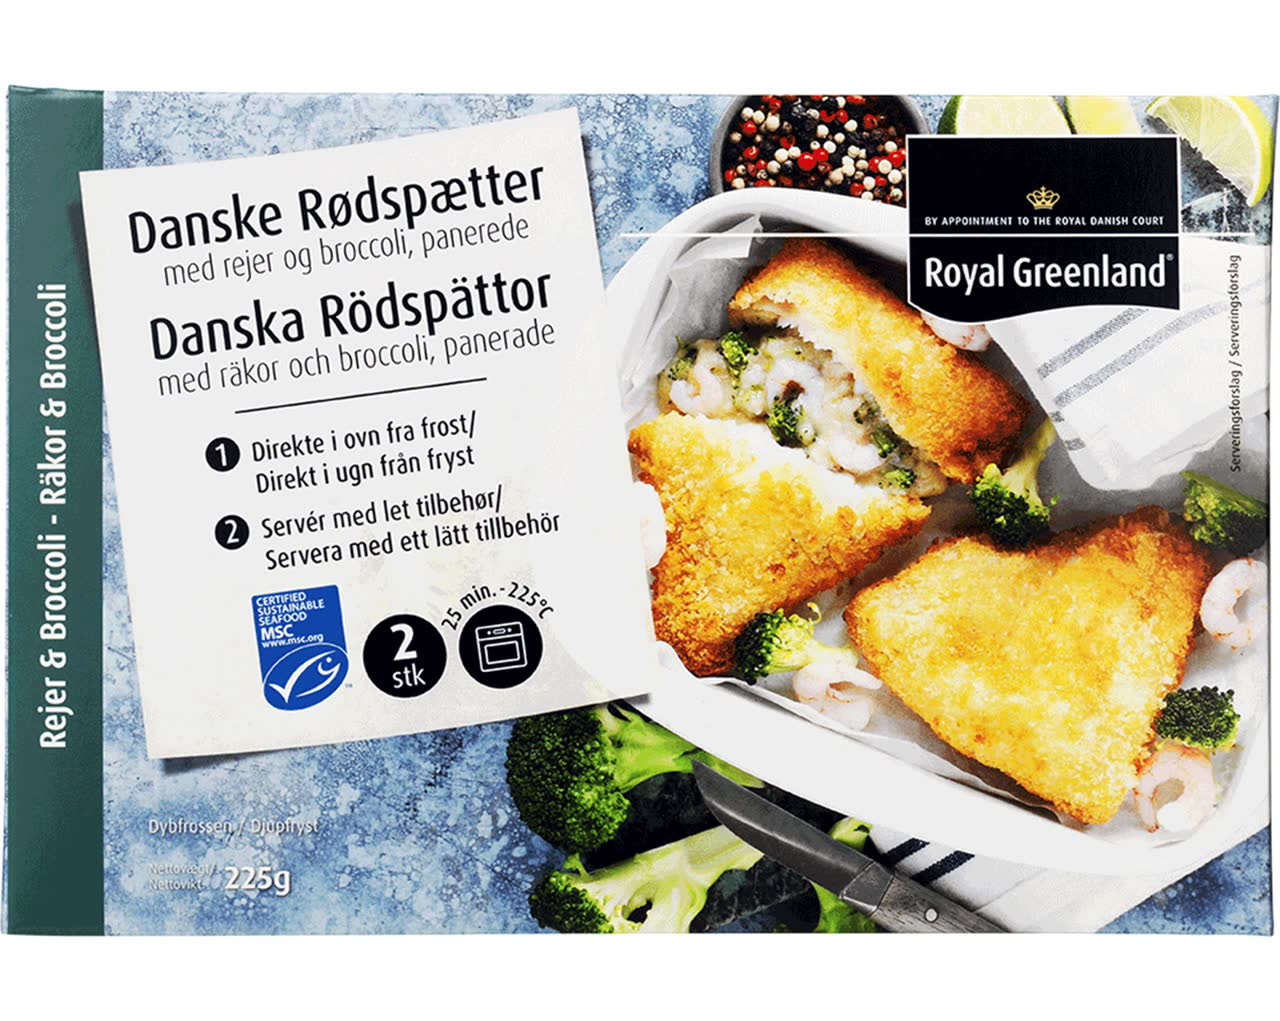 Rejer & Broccoli - Räkor & Broccoli
Danske Rødspætter
med rejer og broccoli, panerede
Danska Rödspättor
med räkor och broccoli, panerade
1 Direkte i ovn fra frost/
Direkt i ugn från fryst
2 Servér med let tilbehør/
Servera med ett lätt tillbehör
CERTIFIED
SUSTAINABLE
SEAFOOD
MSC
www.msc.org
TM
2
stk
25 min. - 225°C
Dybfrossen / Djupfryst
Nettovægt/
Nettovikt: 225g
BY APPOINTMENT TO THE ROYAL DANISH COURT
Royal Greenland®
Serveringsforslag / Serveringsförslag